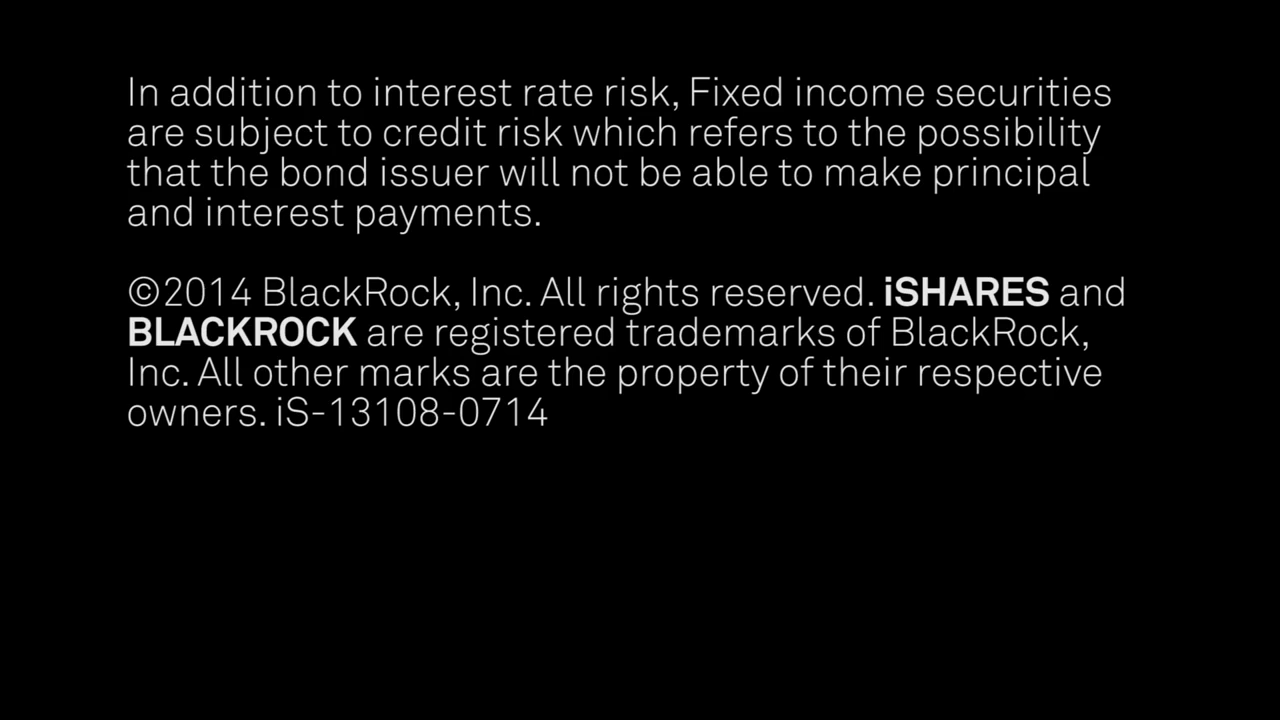 In addition to interest rate risk, Fixed income securities
are subject to credit risk which refers to the possibility
that the bond issuer will not be able to make principal
and interest payments.
©2014 BlackRock, Inc. All rights reserved. iSHARES and
BLACKROCK are registered trademarks of BlackRock,
Inc. All other marks are the property of their respective
owners. iS-13108-0714